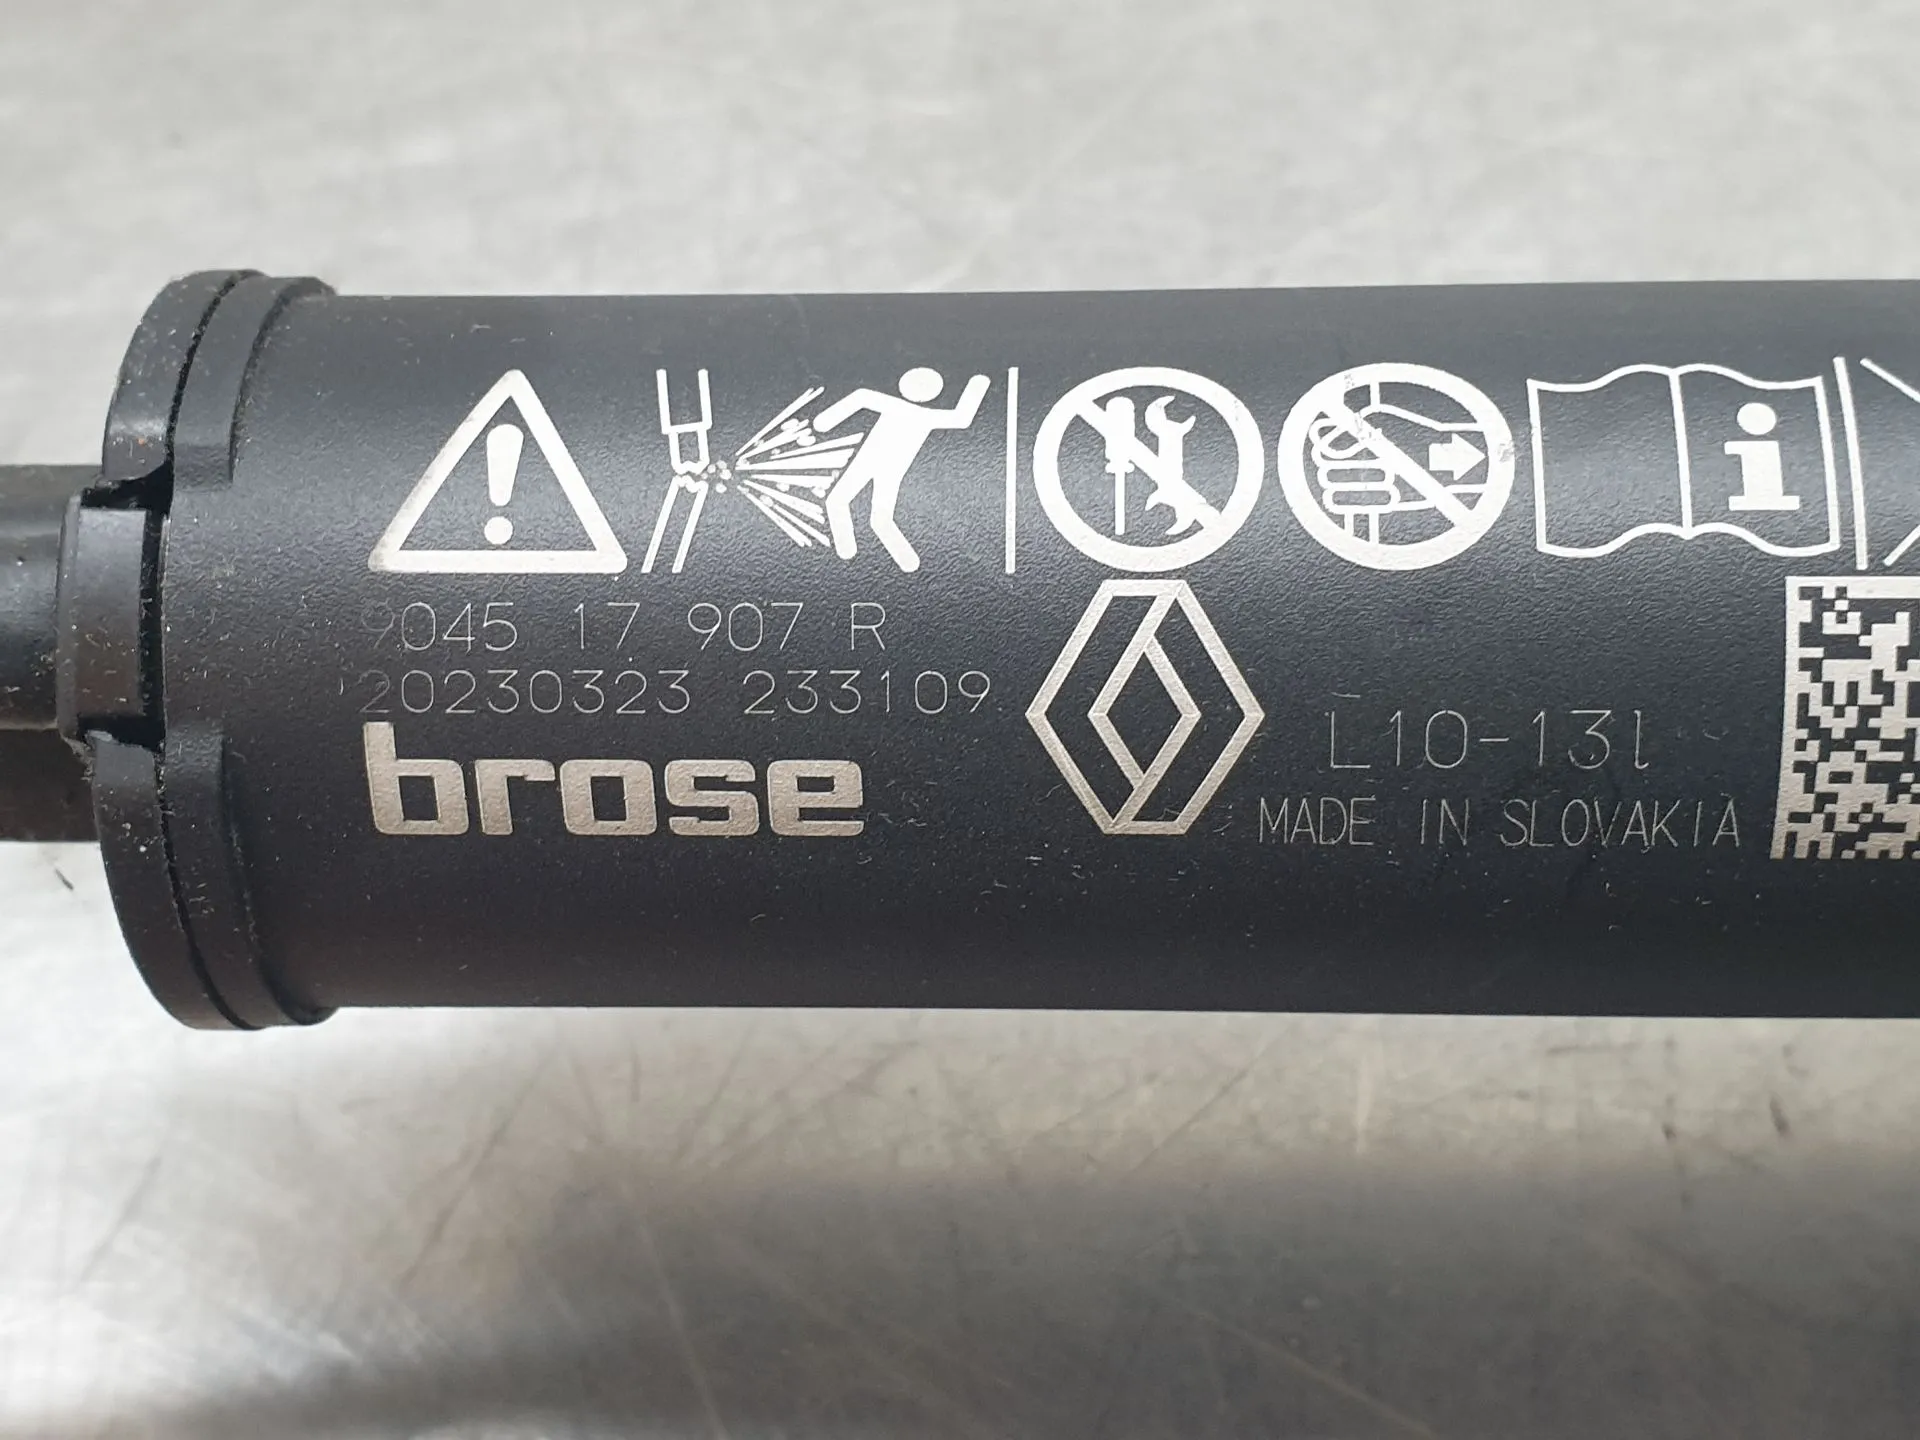 9045 17 907 R
20230323 233109
brose
L10-13l
MADE IN SLOVAKIA